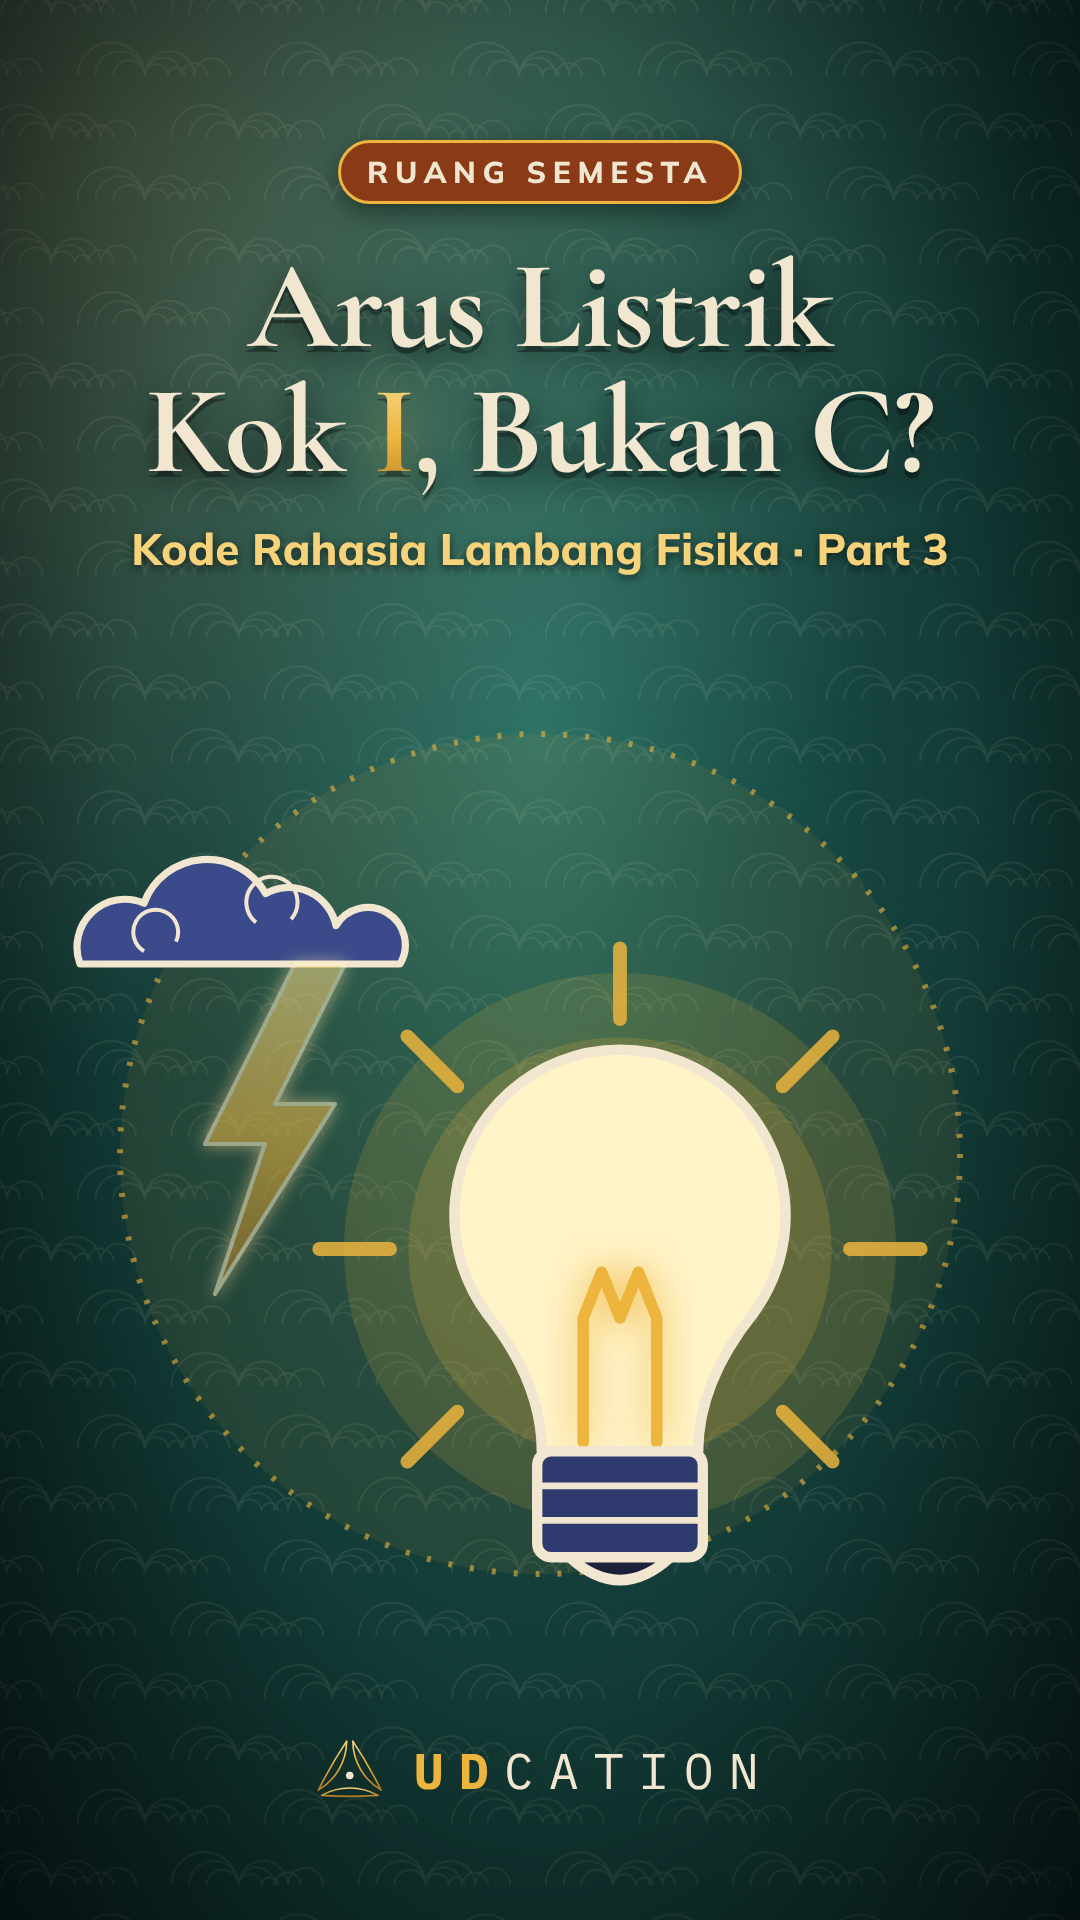 RUANG SEMESTA
Arus Listrik
Kok I, Bukan C?
Kode Rahasia Lambang Fisika · Part 3
UDCATION